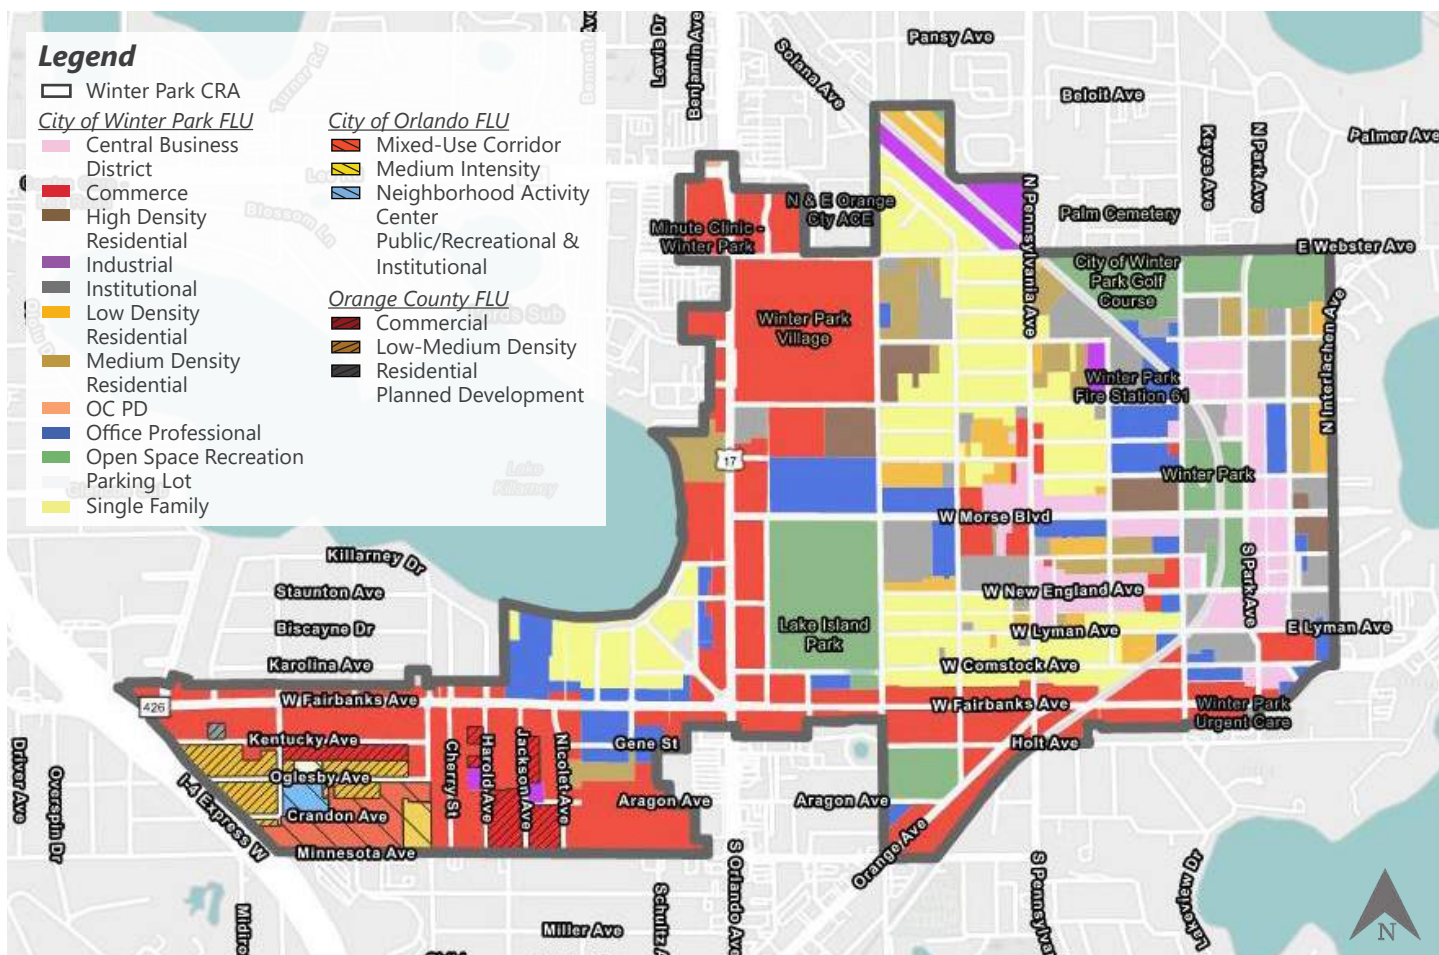 Legend
Winter Park CRA
City of Winter Park FLU
Central Business
District
Commerce
High Density
Residential
Industrial
Institutional
Low Density
Residential
Medium Density
Residential
OC PD
Office Professional
Open Space Recreation
Parking Lot
Single Family
City of Orlando FLU
Mixed-Use Corridor
Medium Intensity
Neighborhood Activity
Center
Public/Recreational &
Institutional
Orange County FLU
Commercial
Low-Medium Density
Residential
Planned Development
Turner Rd
Blossom Ln
Lewis Dr
Benjamin Ave
Solana Ave
Pansy Ave
Beloit Ave
Keyes Ave
N Park Ave
Palmer Ave
N & E Orange
Cty ACE
Minute Clinic -
Winter Park
N Pennsylvania Ave
Palm Cemetery
E Webster Ave
City of Winter
Park Golf
Course
Winter Park
Village
N Interlachen Ave
Winter Park
Fire Station 61
17
Lake
Killarney
Winter Park
W Morse Blvd
Killarney Dr
Staunton Ave
Biscayne Dr
Karolina Ave
W New England Ave
S Park Ave
Lake Island
Park
W Lyman Ave
E Lyman Ave
W Comstock Ave
426
W Fairbanks Ave
W Fairbanks Ave
Winter Park
Urgent Care
Kentucky Ave
Gene St
Holt Ave
Cherry St
Harold Ave
Jackson Ave
Nicolet Ave
Oglesby Ave
Driver Ave
Overspin Dr
I-4 Express W
Crandon Ave
Aragon Ave
Aragon Ave
Minnesota Ave
Orange Ave
S Orlando Ave
S Pennsylva
Lakeview Dr
Schultz A
Midiro
Miller Ave
N